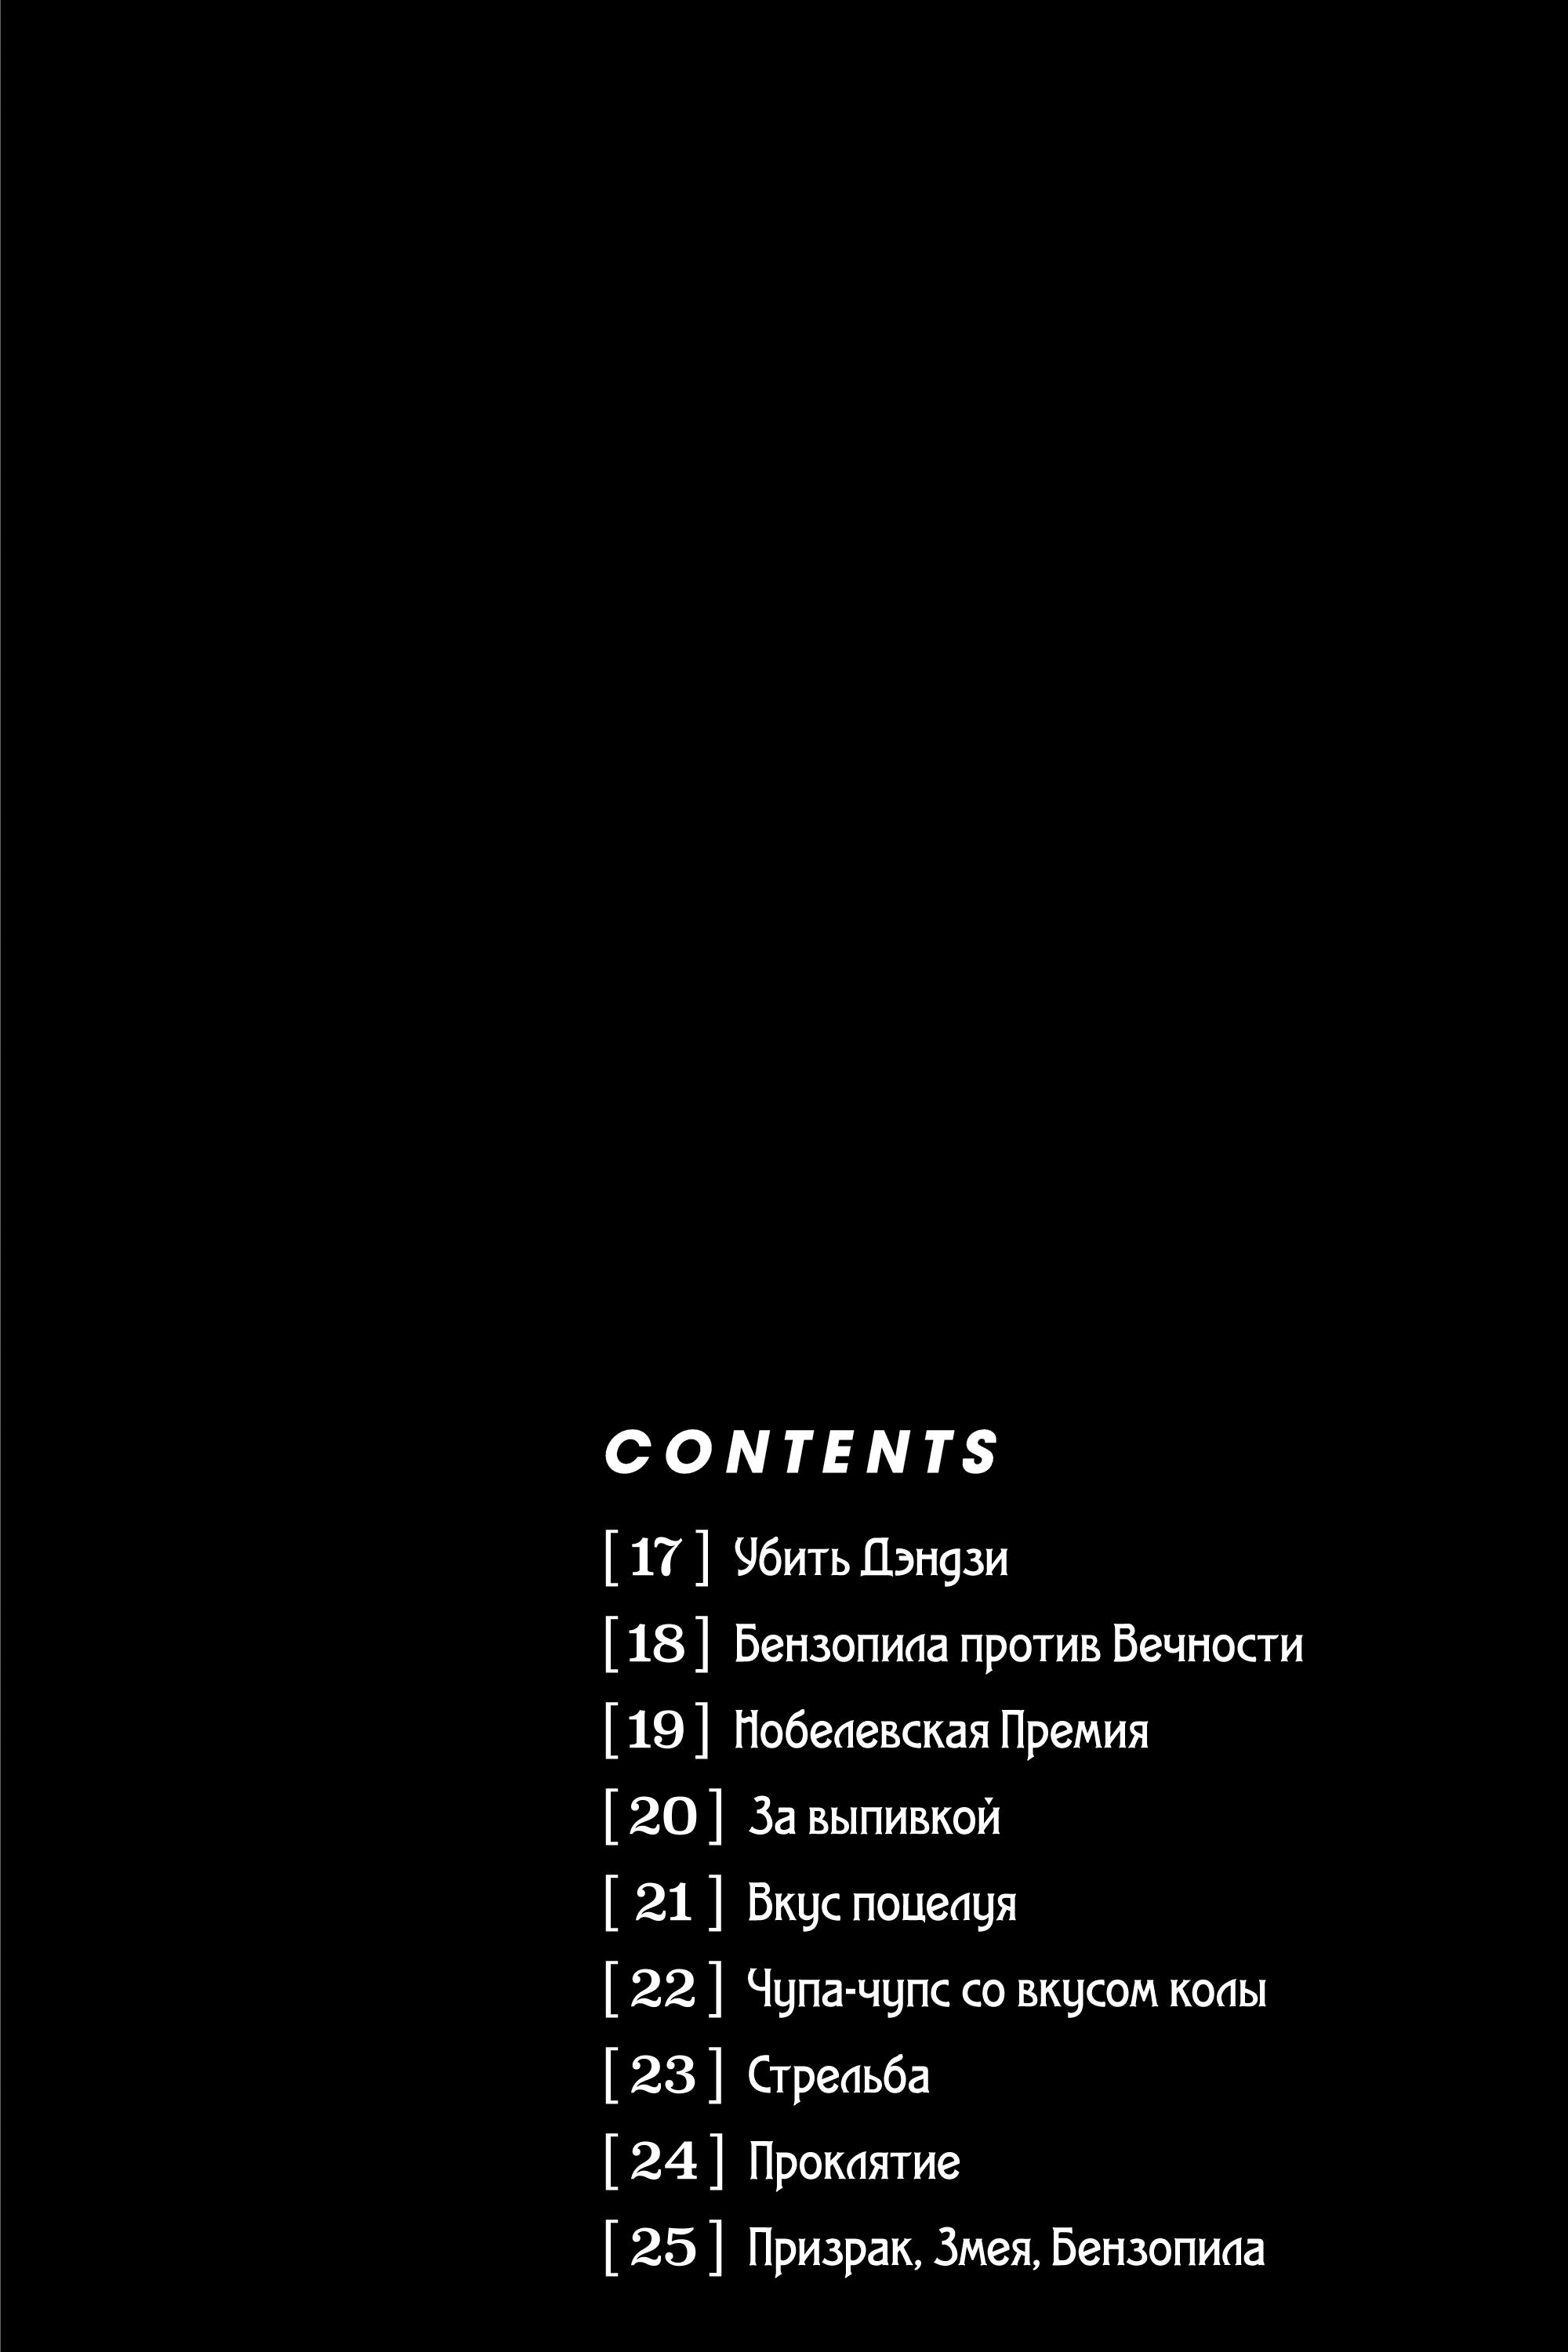 CONTENTS
[17] Убить Дэндзи
[18] Бензопила против Вечности
[19] Нобелевская Премия
[20] За выпивкой
[21] Вкус поцелуя
[22] Чупа-чупс со вкусом колы
[23] Стрельба
[24] Проклятие
[25] Призрак, Змея, Бензопила